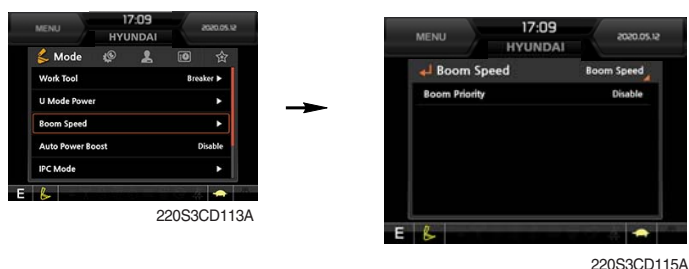 MENU
17:09
2020.05.12
HYUNDAI
Mode
Work Tool
Breaker ▶
U Mode Power
▶
Boom Speed
▶
Auto Power Boost
Disable
IPC Mode
▶
E
220S3CD113A
MENU
17:09
2020.05.12
HYUNDAI
Boom Speed
Boom Speed
Boom Priority
Disable
E
220S3CD115A